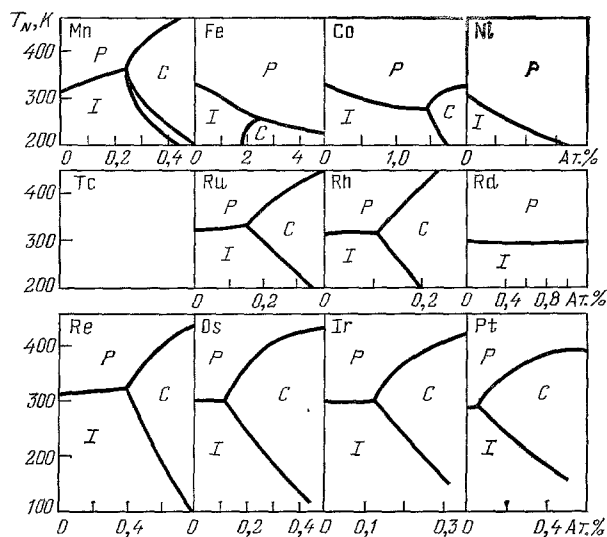 T_N, K
Mn Fe Co Ni
400
300
200
P C I
P I C
P I C
P I
0 0,2 0,4 0 2 4 0 1,0 0 Ат.%
Tc Ru Rh Rd
400
300
200
P C I
P C I
P I
0 0,2 0 0,2 0 0,4 0,8 Ат.%
Re Os Ir Pt
400
300
200
100
P C I
P C I
P C I
P C I
0 0,4 0 0,2 0,4 0 0,1 0,3 0 0,4 Ат.%